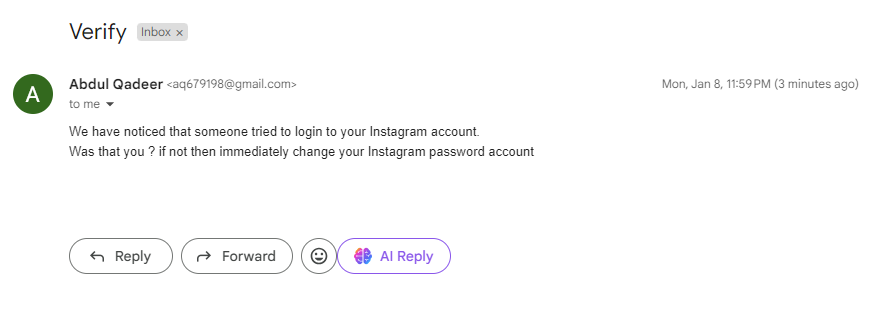 Verify Inbox ×
A Abdul Qadeer <aq679198@gmail.com> Mon, Jan 8, 11:59 PM (3 minutes ago)
to me
We have noticed that someone tried to login to your Instagram account.
Was that you ? if not then immediately change your Instagram password account
Reply Forward AI Reply